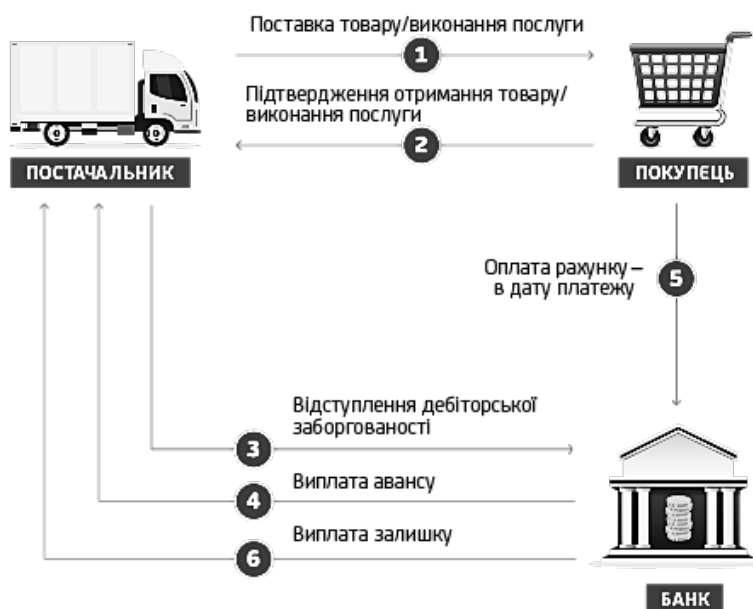 Поставка товару/виконання послуги
1
Підтвердження отримання товару/
виконання послуги
2
ПОСТАЧАЛЬНИК
ПОКУПЕЦЬ
Оплата рахунку –
в дату платежу
5
Відступлення дебіторської
заборгованості
3
Виплата авансу
4
Виплата залишку
6
БАНК